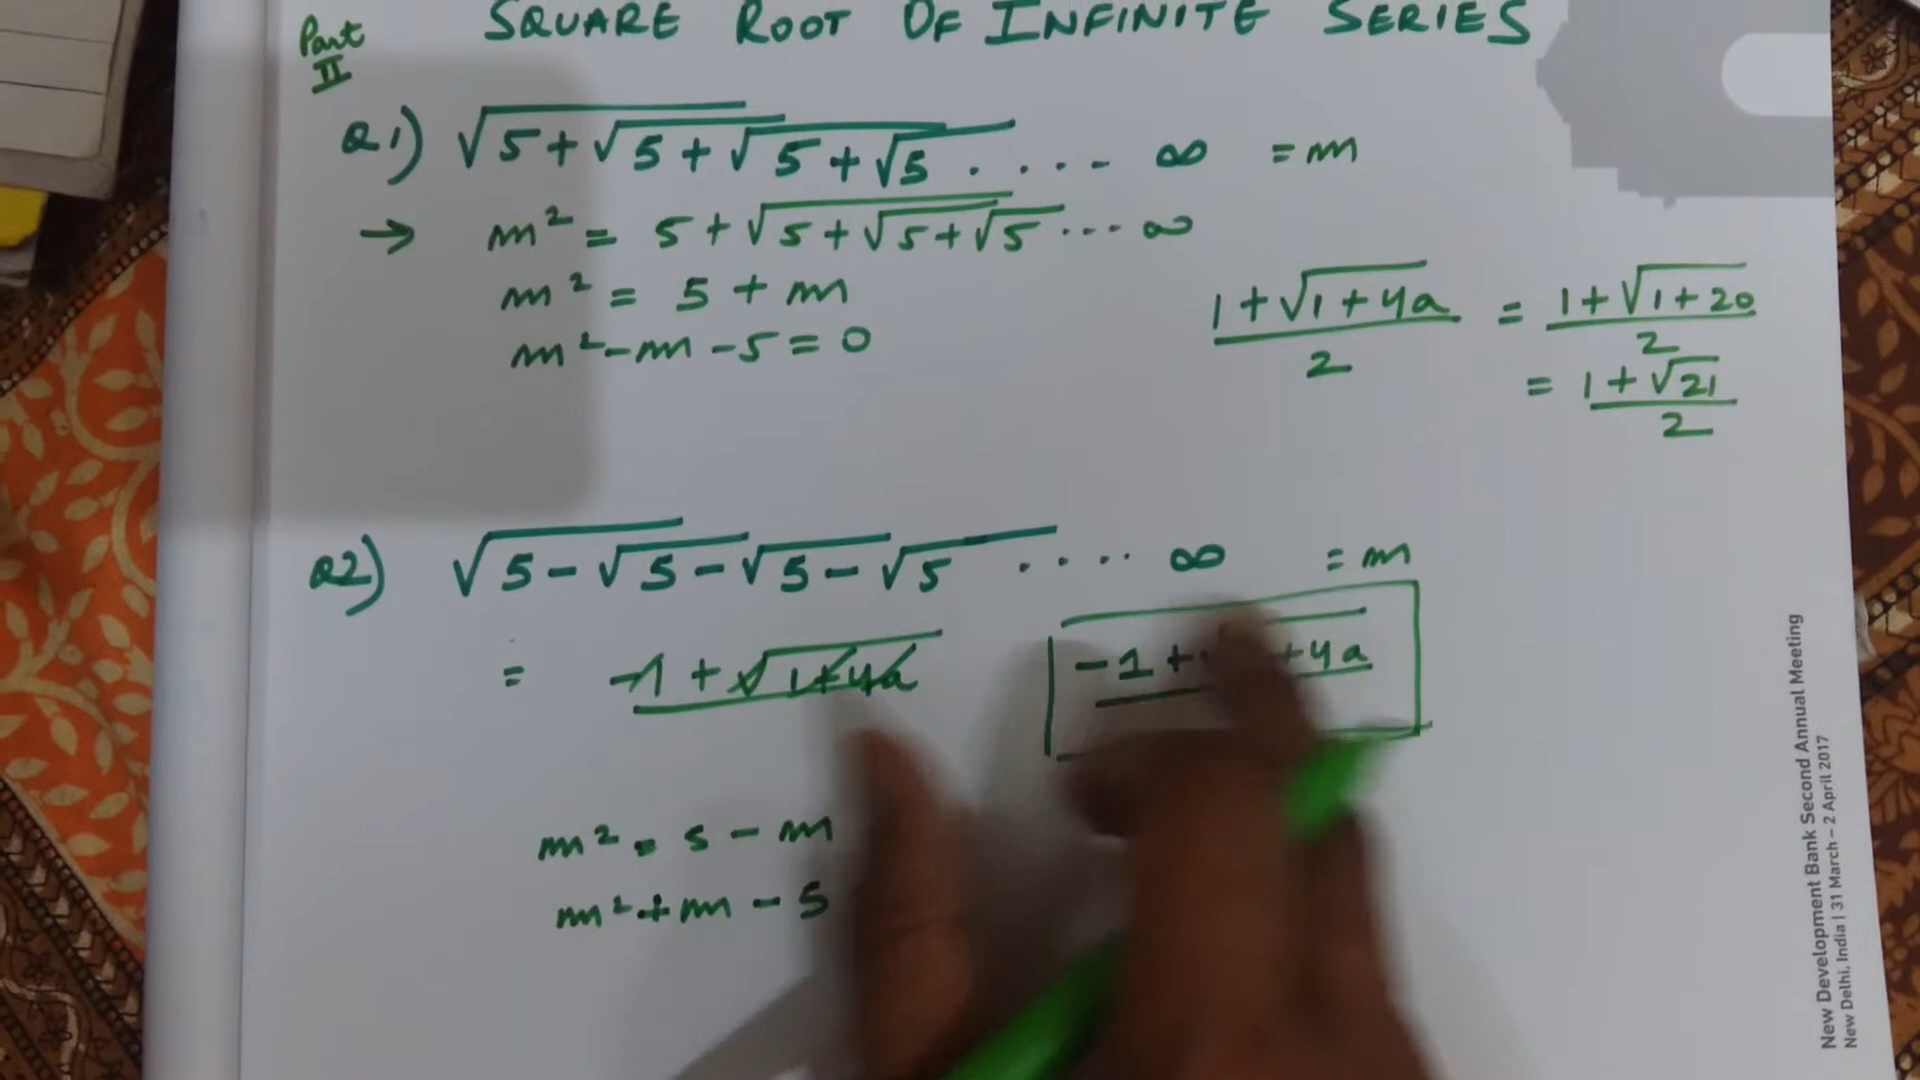 Part II
SQUARE ROOT OF INFINITE SERIES
Q1) √5+√5+√5+√5 . . . . ∞ = m
→ m² = 5+√5+√5+√5 ... ∞
m² = 5 + m
m² - m - 5 = 0
1+√1+4a / 2 = 1+√1+20 / 2
= 1+√21 / 2
Q2) √5-√5-√5-√5 . . . . ∞ = m
= -1+√1+4a
-1+ +4a
m² = 5 - m
m² + m - 5
New Development Bank Second Annual Meeting
New Delhi, India | 31 March – 2 April 2017